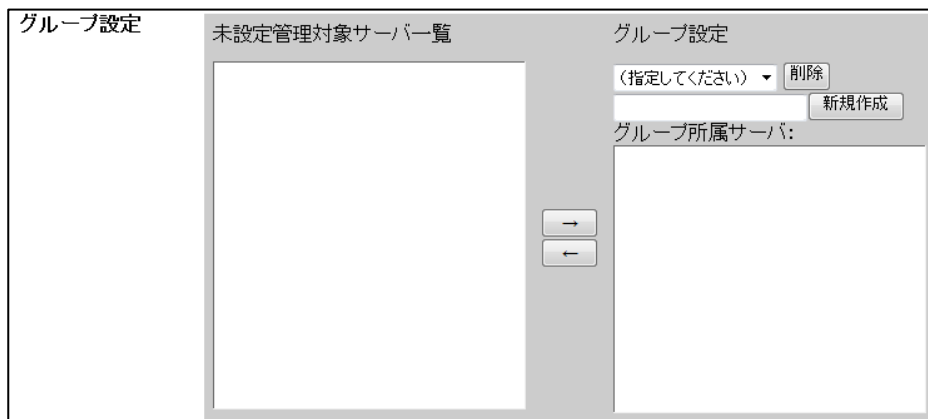 グループ設定
未設定管理対象サーバ一覧
グループ設定
(指定してください) 削除
新規作成
グループ所属サーバ:
→
←